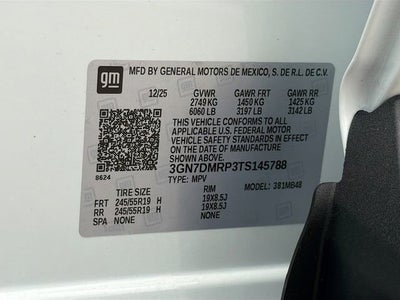 gm
MFD BY GENERAL MOTORS DE MEXICO, S. DE R.L. DE C.V.
12/25 GVWR GAWR FRT GAWR RR
2749 KG 1450 KG 1425 KG
6060 LB 3197 LB 3142 LB
THIS VEHICLE CONFORMS TO ALL
APPLICABLE U.S. FEDERAL MOTOR
VEHICLE SAFETY STANDARDS IN EFFECT
ON THE DATE OF MANUFACTURE
SHOWN ABOVE.
3GN7DMRP3TS145788
8624 TYPE: MPV MODEL: 381MB48
TIRE SIZE RIM
FRT 245/55R19 H 19X8.5J
RR 245/55R19 H 19X8.5J
SPA NONE NONE